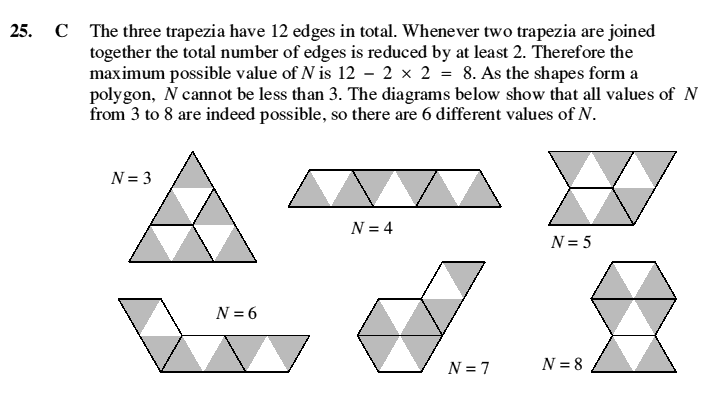 25. C The three trapezia have 12 edges in total. Whenever two trapezia are joined
together the total number of edges is reduced by at least 2. Therefore the
maximum possible value of N is 12 − 2 × 2 = 8. As the shapes form a
polygon, N cannot be less than 3. The diagrams below show that all values of N
from 3 to 8 are indeed possible, so there are 6 different values of N.
N = 3
N = 4
N = 5
N = 6
N = 7
N = 8